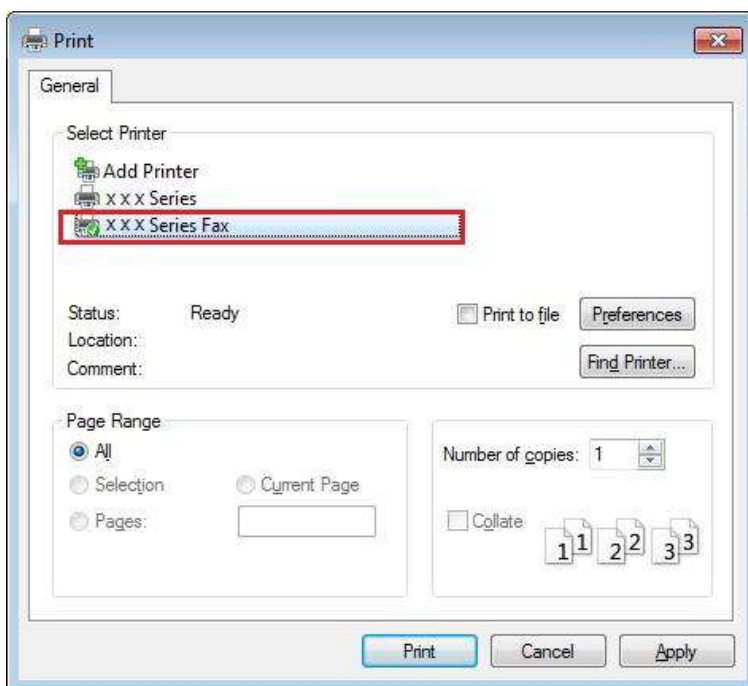 Print
General
Select Printer
Add Printer
X X X Series
X X X Series Fax
Status: Ready
Print to file
Preferences
Location:
Comment:
Find Printer...
Page Range
All
Selection
Current Page
Pages:
Number of copies: 1
Collate
1 1 2 2 3 3
Print Cancel Apply